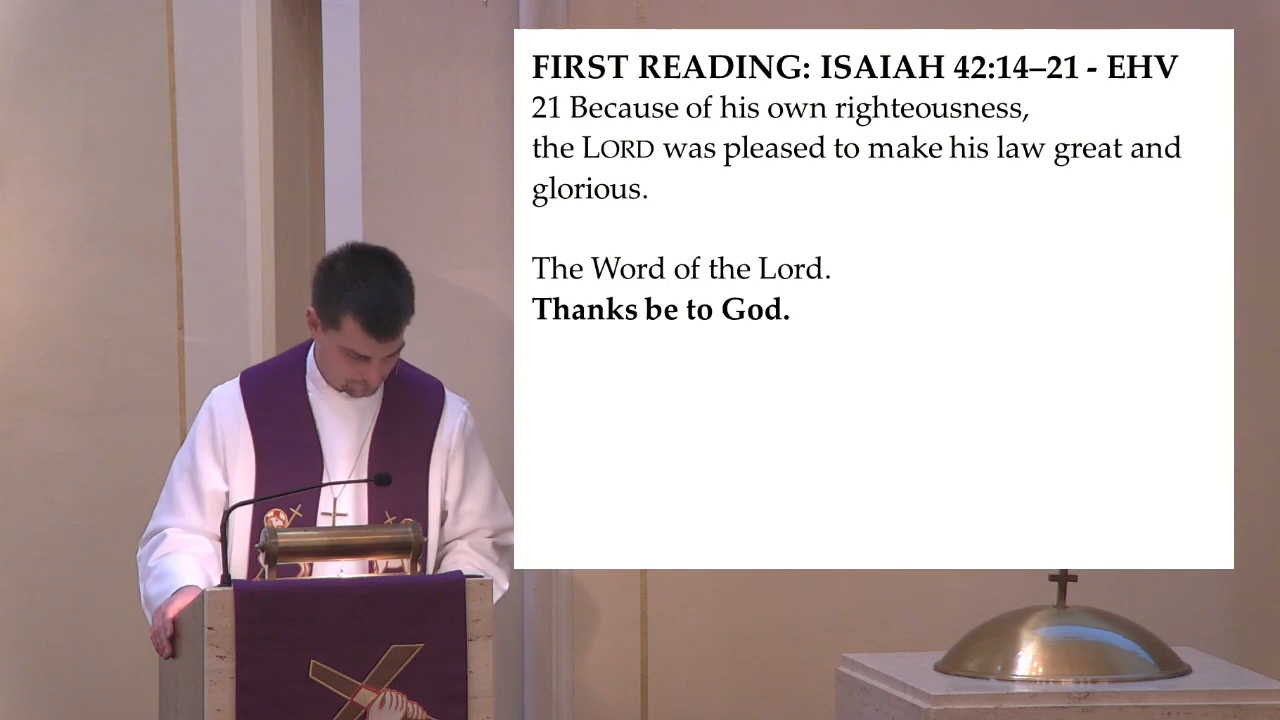 FIRST READING: ISAIAH 42:14–21 - EHV
21 Because of his own righteousness,
the LORD was pleased to make his law great and
glorious.
The Word of the Lord.
Thanks be to God.